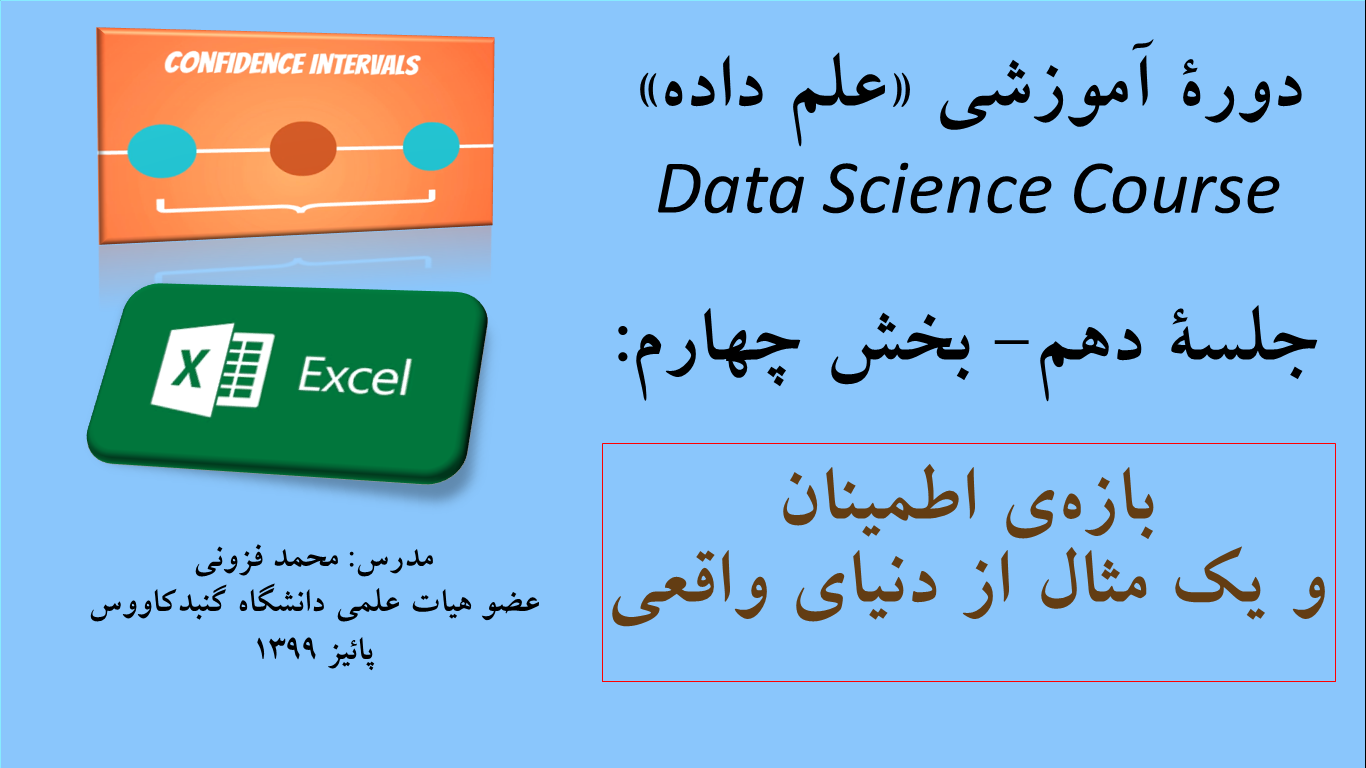 دورهٔ آموزشی «علم داده»
Data Science Course
جلسهٔ دهم– بخش چهارم:
بازه‌ی اطمینان
و یک مثال از دنیای واقعی
CONFIDENCE INTERVALS
X Excel
مدرس: محمد فزونی
عضو هیات علمی دانشگاه گنبدکاووس
پائیز ۱۳۹۹